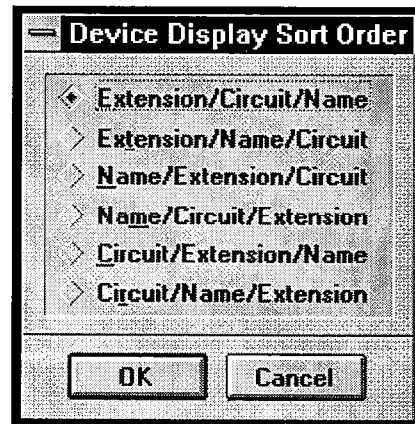 Device Display Sort Order
Extension/Circuit/Name
Extension/Name/Circuit
Name/Extension/Circuit
Name/Circuit/Extension
Circuit/Extension/Name
Circuit/Name/Extension
OK Cancel